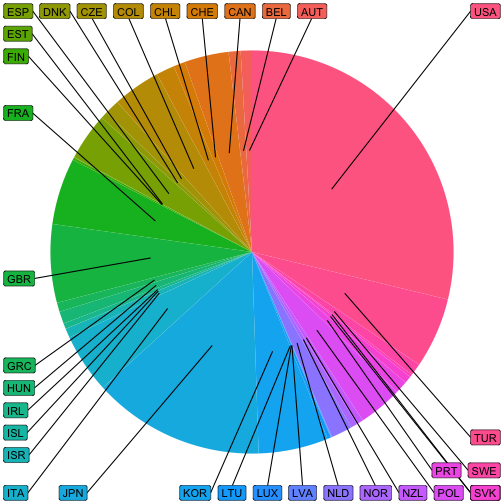 ESP DNK CZE COL CHL CHE CAN BEL AUT USA
EST
FIN
FRA
GBR
GRC
HUN
IRL
ISL
ISR
TUR
PRT SWE
ITA JPN KOR LTU LUX LVA NLD NOR NZL POL SVK